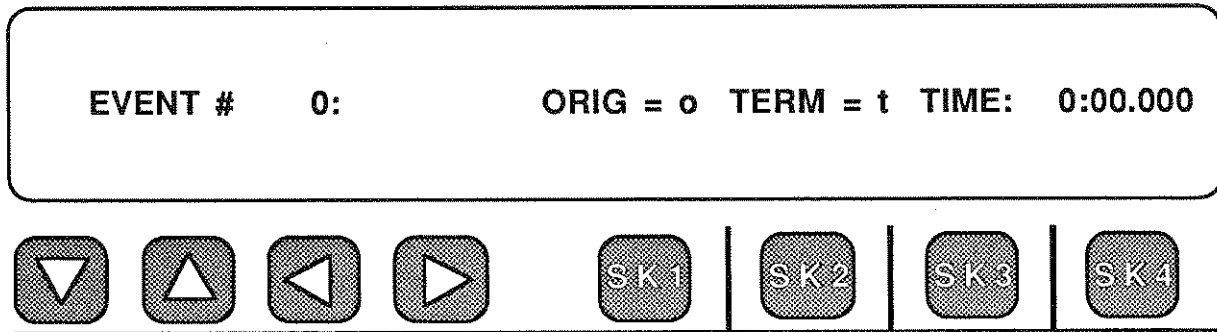 EVENT # 0: ORIG = o TERM = t TIME: 0:00.000
SK1 SK2 SK3 SK4